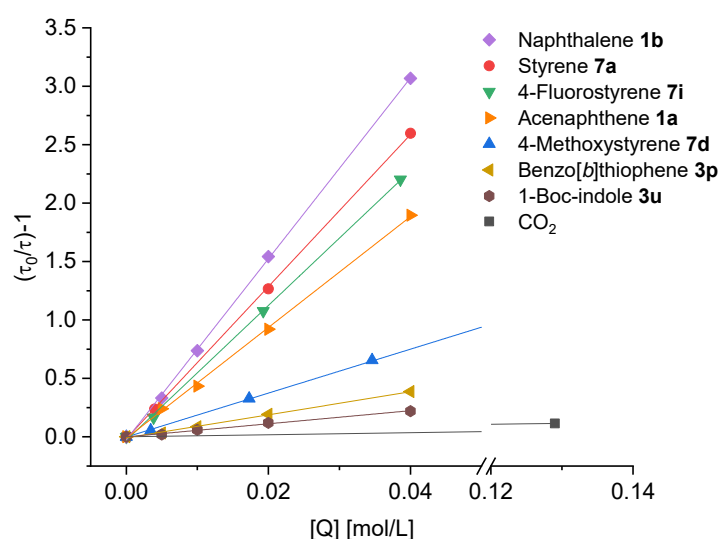 3.5
3.0
2.5
2.0
1.5
1.0
0.5
0.0
(τ₀/τ)-1
Naphthalene 1b
Styrene 7a
4-Fluorostyrene 7i
Acenaphthene 1a
4-Methoxystyrene 7d
Benzo[b]thiophene 3p
1-Boc-indole 3u
CO₂
0.00 0.02 0.04 0.12 0.14
[Q] [mol/L]